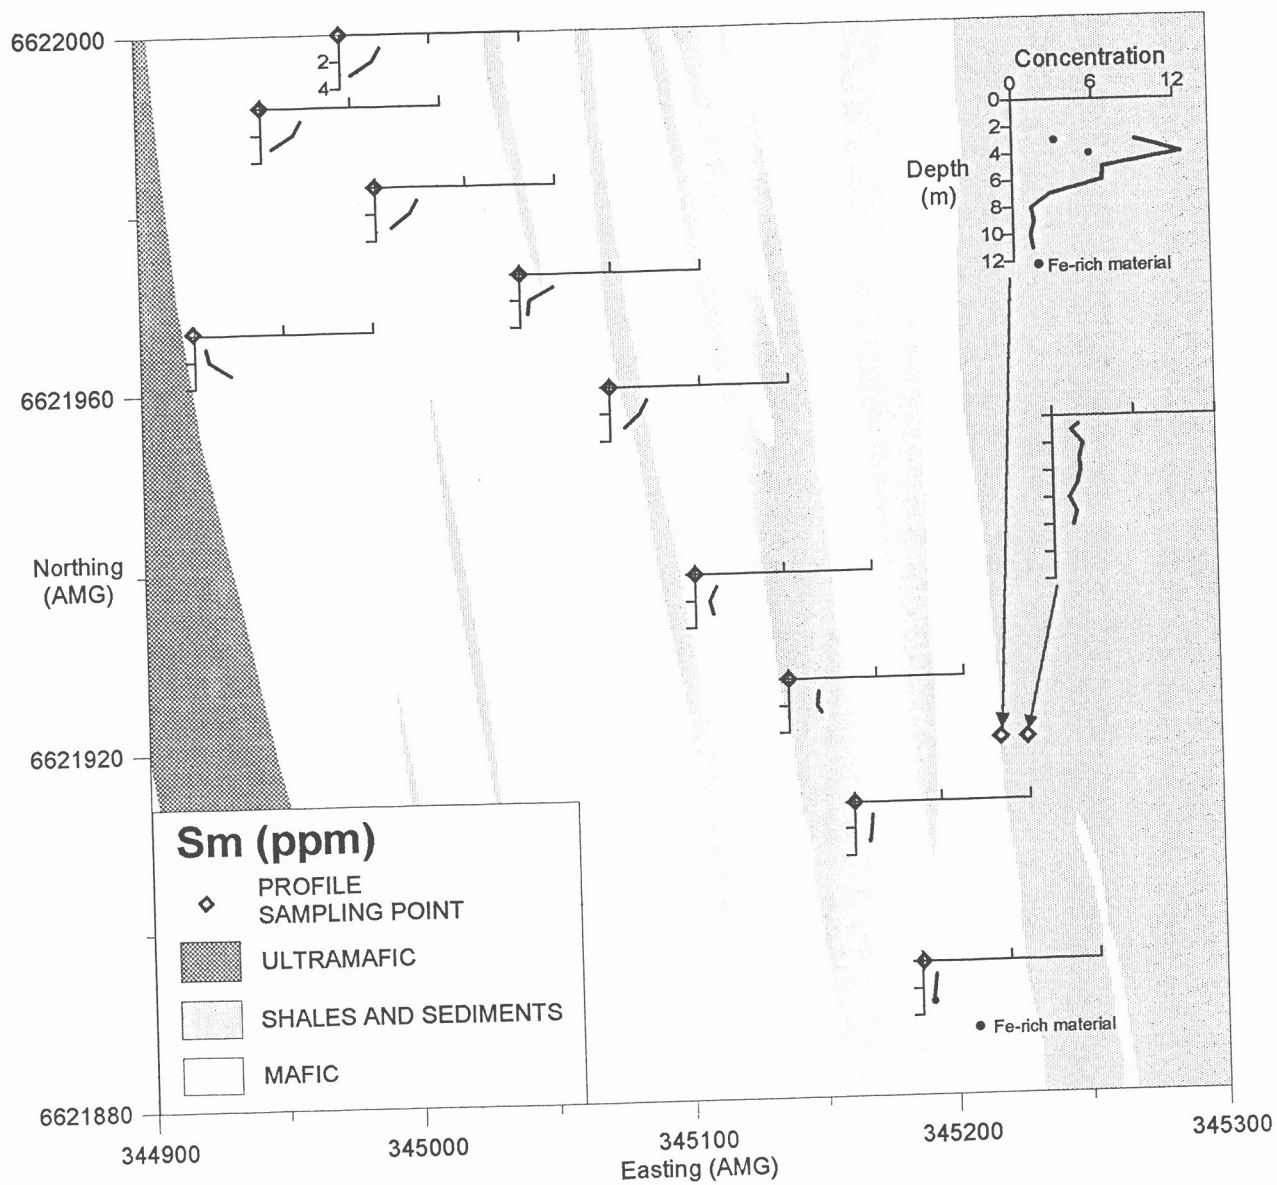 6622000
2
4
Concentration
0 6 12
0
2
4
6
8
10
12
Depth
(m)
Fe-rich material
6621960
Northing
(AMG)
6621920
Sm (ppm)
PROFILE
SAMPLING POINT
ULTRAMAFIC
SHALES AND SEDIMENTS
MAFIC
Fe-rich material
6621880
344900 345000 345100 345200 345300
Easting (AMG)